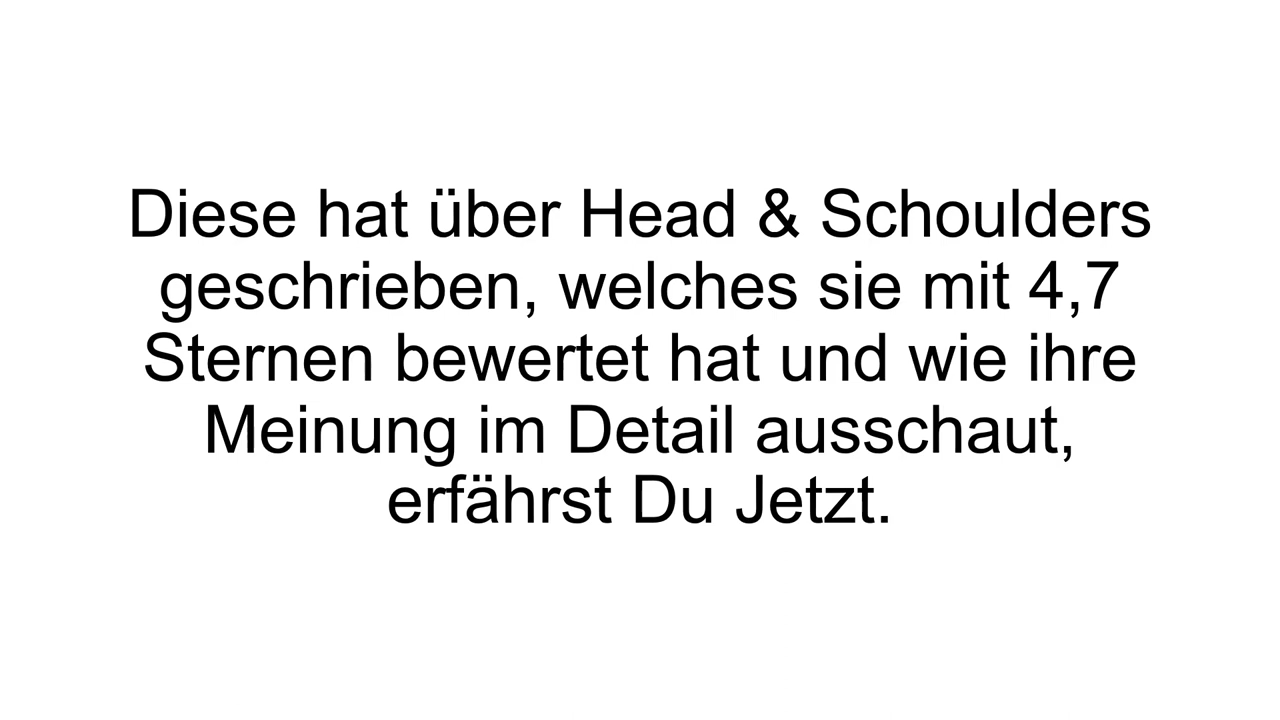 Diese hat über Head & Schoulders
geschrieben, welches sie mit 4,7
Sternen bewertet hat und wie ihre
Meinung im Detail ausschaut,
erfährst Du Jetzt.